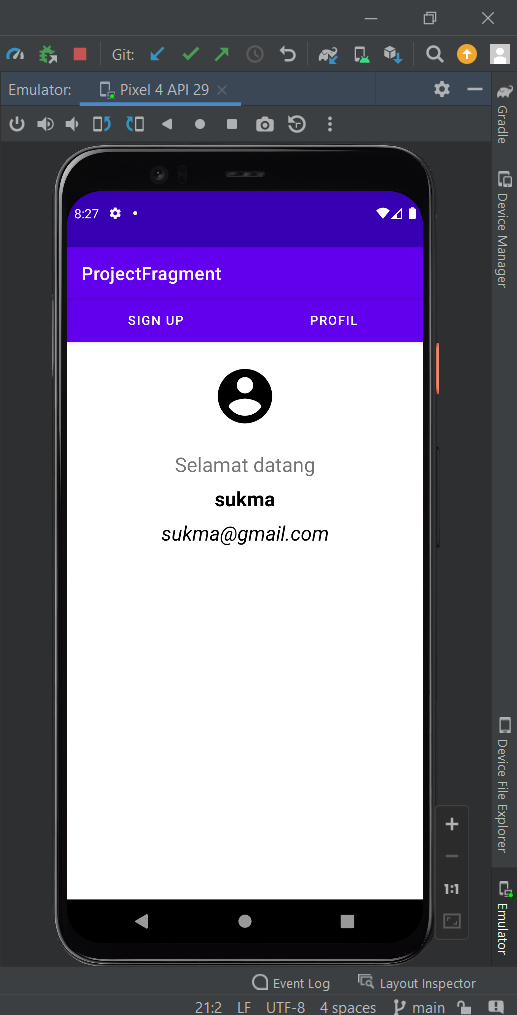 Git:
Emulator:
Pixel 4 API 29
8:27
ProjectFragment
SIGN UP
PROFIL
Selamat datang
sukma
sukma@gmail.com
Gradle
Device Manager
Device File Explorer
1:1
Emulator
Event Log
Layout Inspector
21:2
LF
UTF-8
4 spaces
main